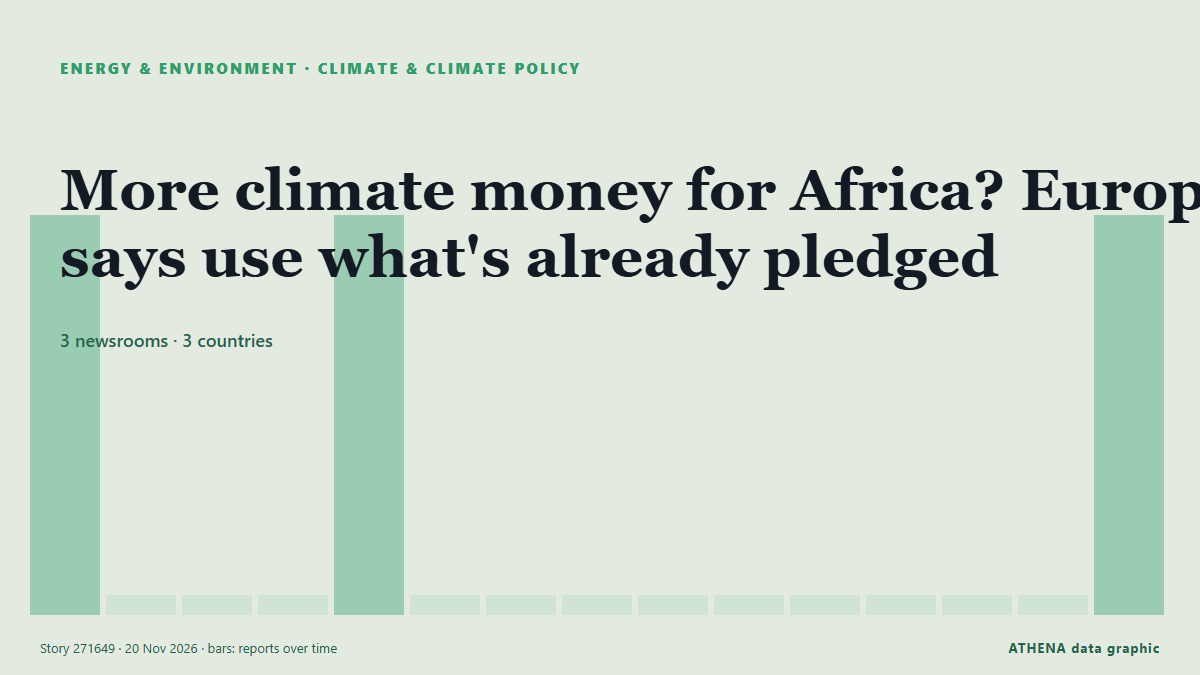 ENERGY & ENVIRONMENT · CLIMATE & CLIMATE POLICY
More climate money for Africa? Europ
says use what's already pledged
3 newsrooms · 3 countries
Story 271649 · 20 Nov 2026 · bars: reports over time
ATHENA data graphic